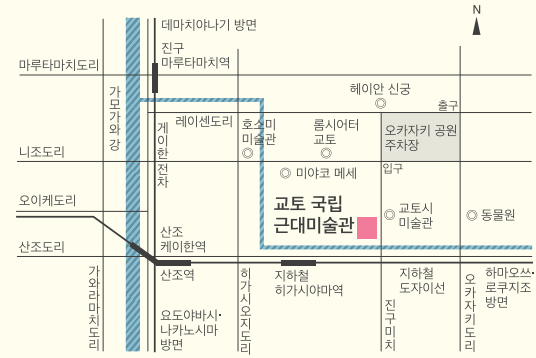 데마치야나기 방면
N
진구
마루타마치역
마루타마치도리
가모가와 강
헤이안 신궁
출구
레이센도리
게이한 전차
호소미
미술관
롬시어터
교토
오카자키 공원
주차장
니조도리
미야코 메세
입구
오이케도리
교토 국립
근대미술관
교토시
미술관
동물원
산조도리
산조
케이한역
가와라마치도리
산조역
히가시오지도리
지하철
히가시야마역
지하철
도자이선
진구미치
오카자키도리
하마오쓰·
로쿠지조
방면
요도야바시·
나카노시마
방면